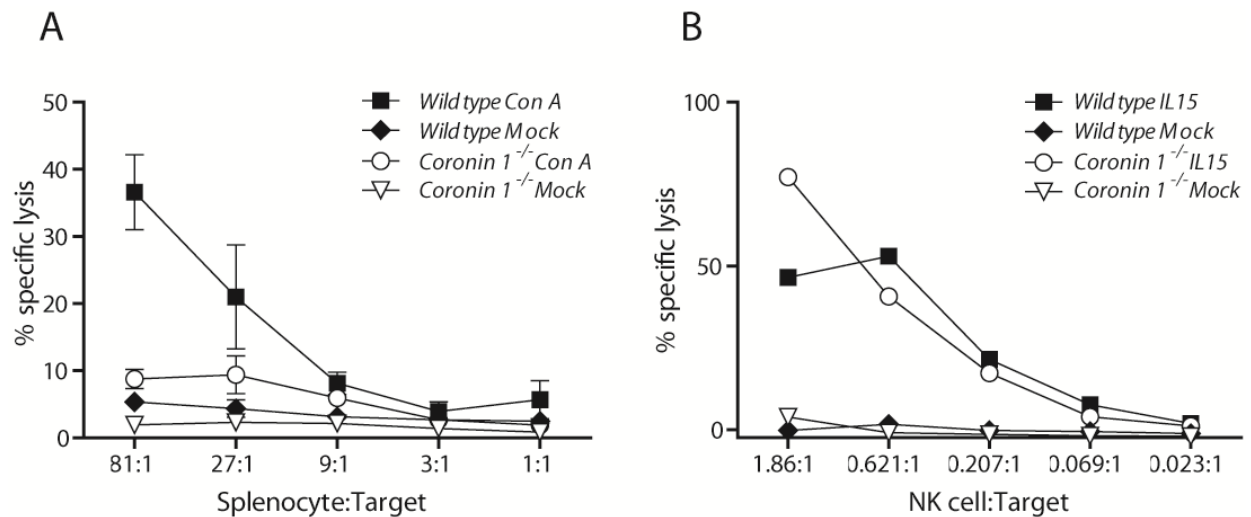 A
50
40
30
20
10
0
% specific lysis
Wild type Con A
Wild type Mock
Coronin 1 -/- Con A
Coronin 1 -/- Mock
81:1 27:1 9:1 3:1 1:1
Splenocyte:Target
B
100
50
0
% specific lysis
Wild type IL15
Wild type Mock
Coronin 1 -/- IL15
Coronin 1 -/- Mock
1.86:1 0.621:1 0.207:1 0.069:1 0.023:1
NK cell:Target